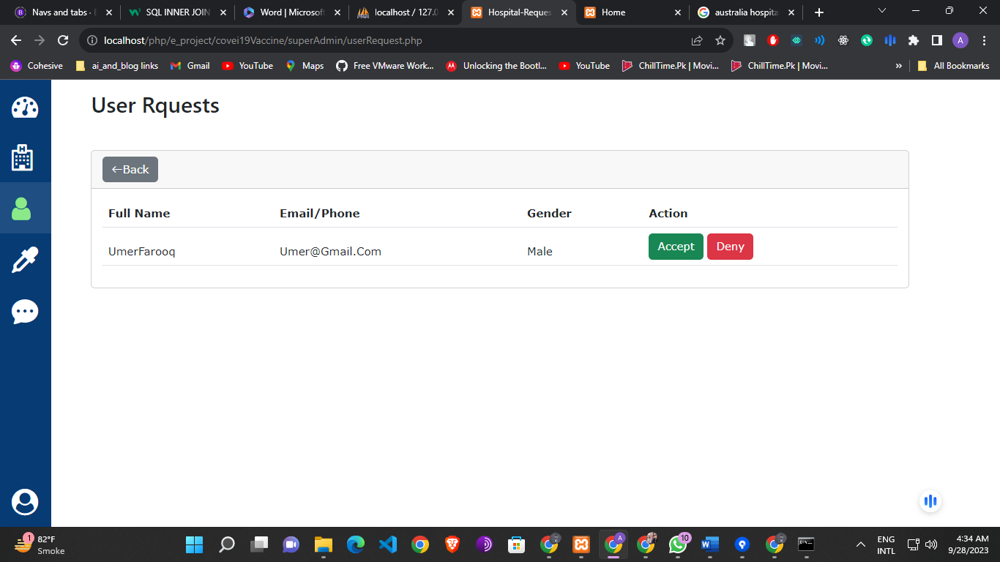 Navs and tabs · B
SQL INNER JOIN
Word | Microsof
localhost / 127.0
Hospital-Reques
Home
australia hospita
localhost/php/e_project/covei19Vaccine/superAdmin/userRequest.php
A
Cohesive
ai_and_blog links
Gmail
YouTube
Maps
Free VMware Work...
Unlocking the Bootl...
YouTube
ChillTime.Pk | Movi...
ChillTime.Pk | Movi...
»
All Bookmarks
User Rquests
←Back
Full Name Email/Phone Gender Action
UmerFarooq Umer@Gmail.Com Male Accept Deny
1
82°F
Smoke
A
10
ENG
INTL
4:34 AM
9/28/2023